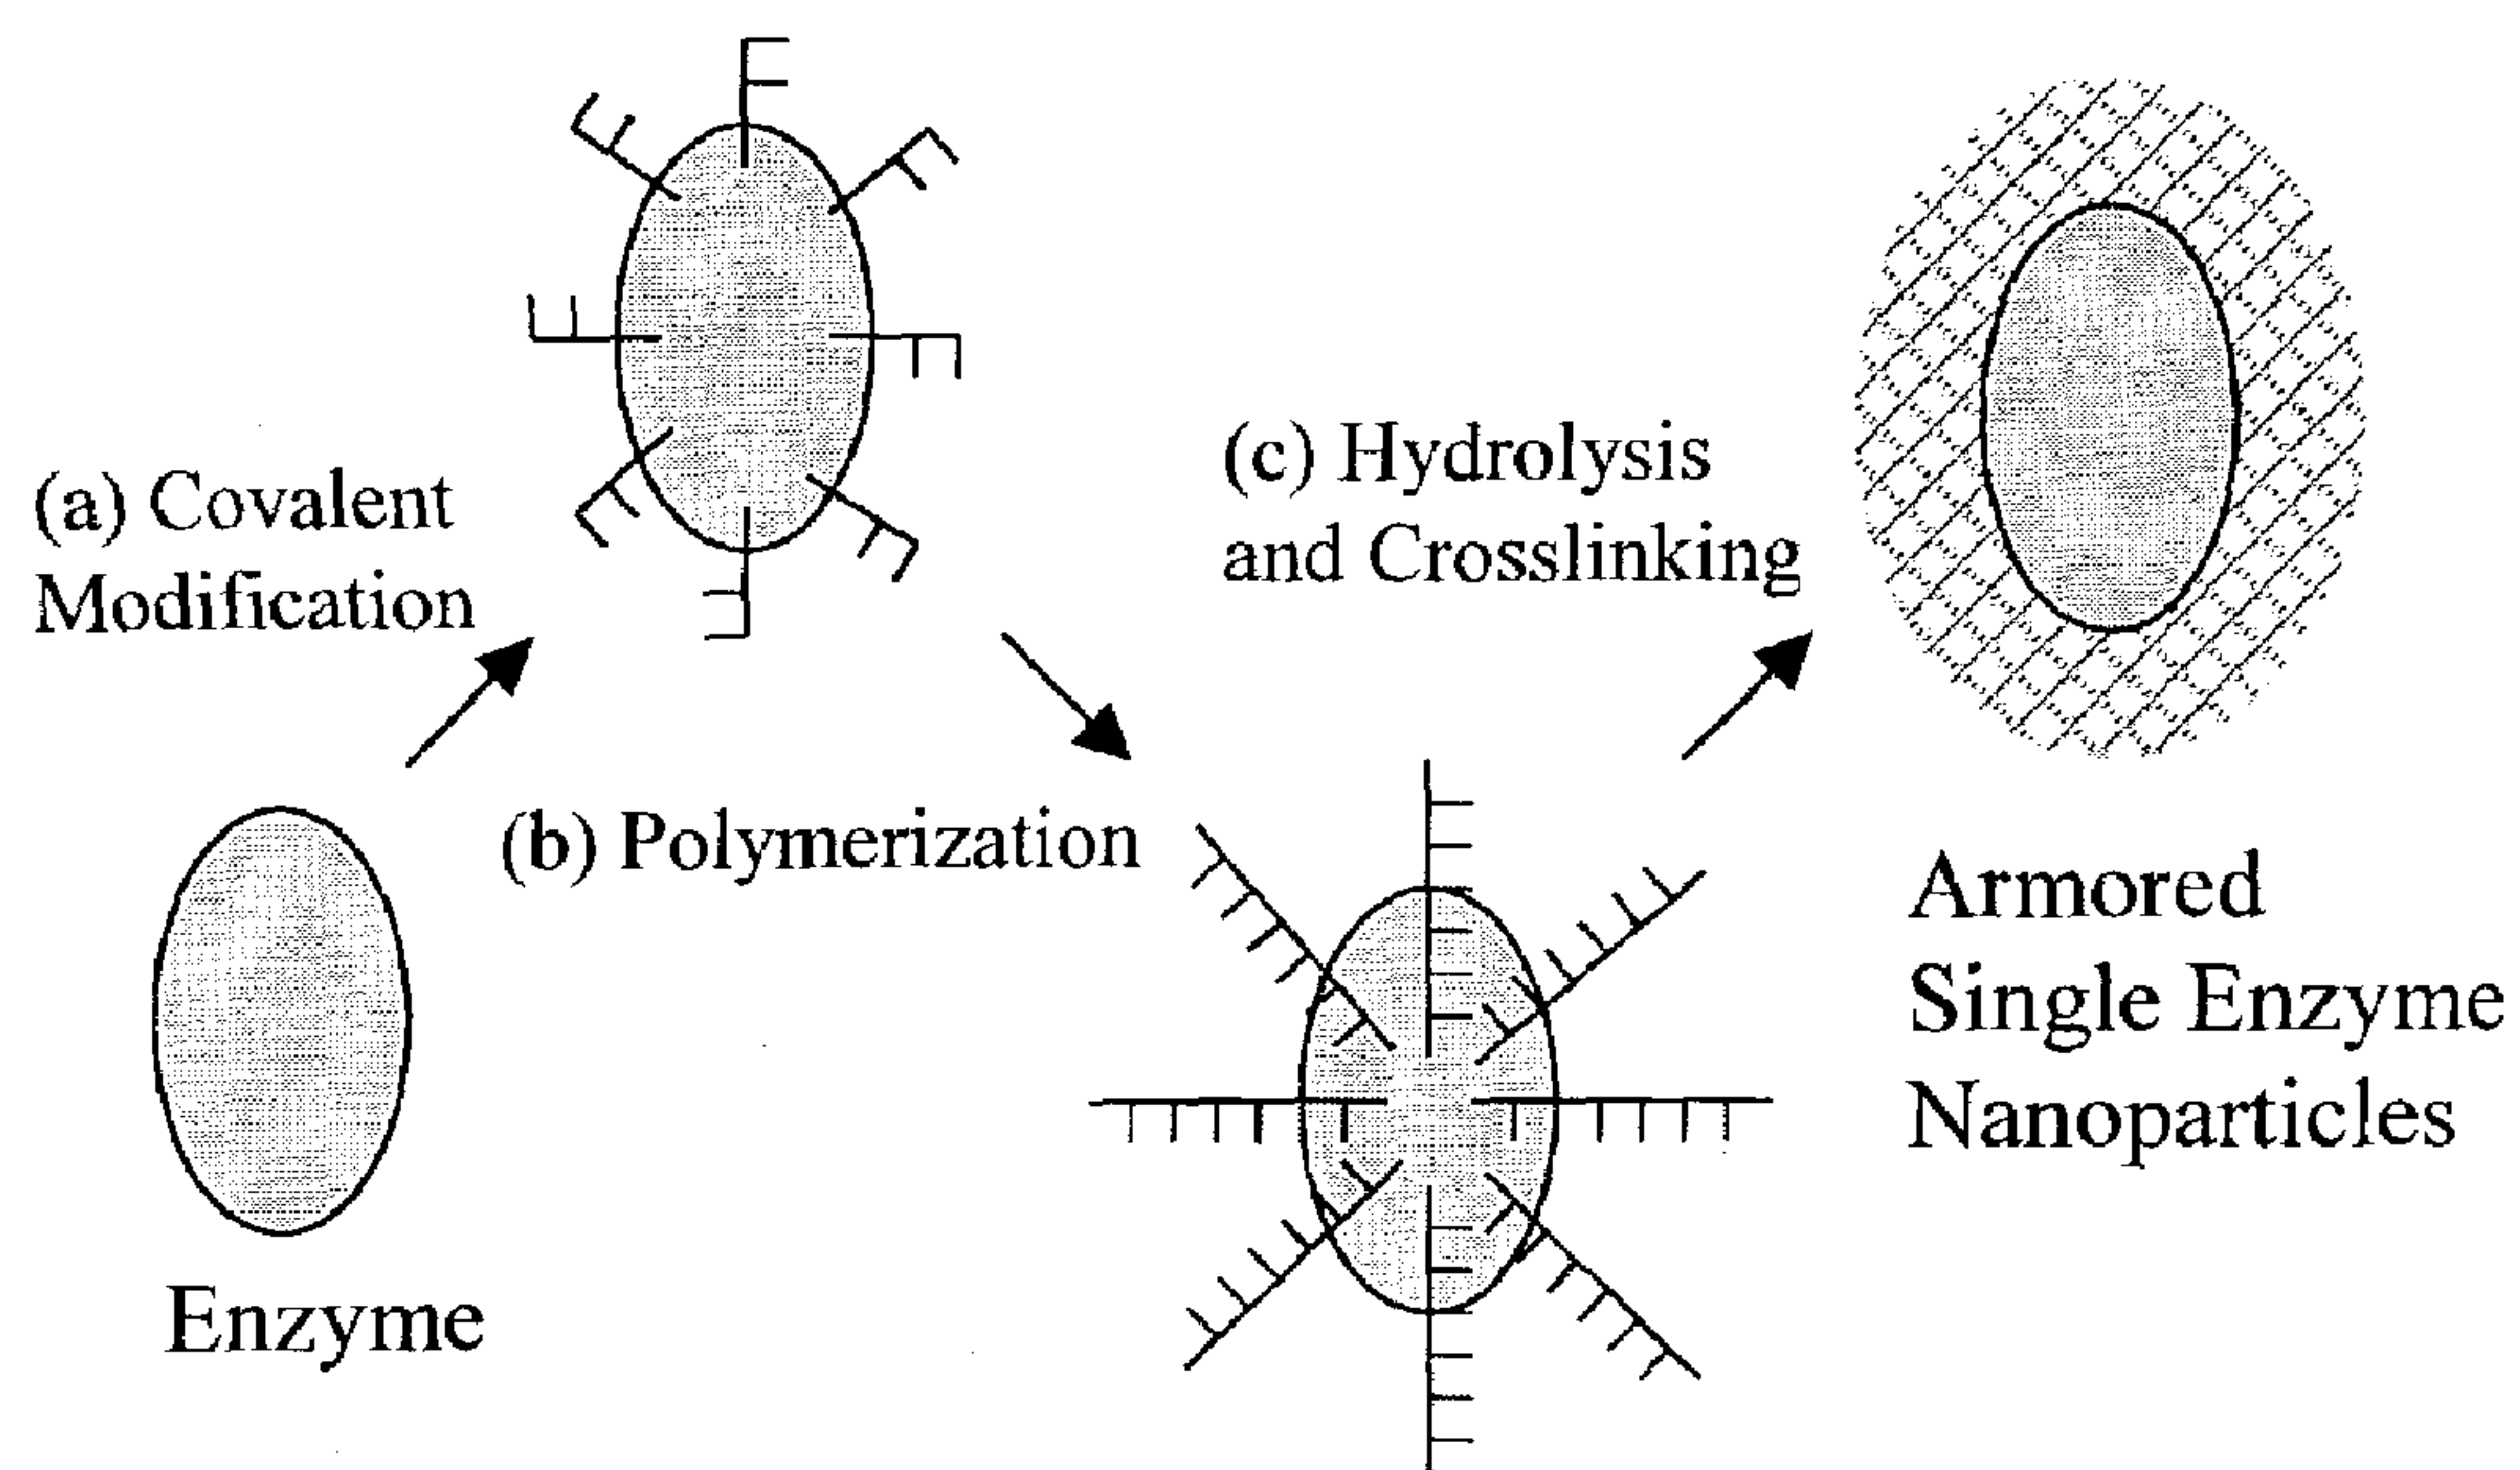 (a) Covalent
Modification
Enzyme
(b) Polymerization
(c) Hydrolysis
and Crosslinking
Armored
Single Enzyme
Nanoparticles